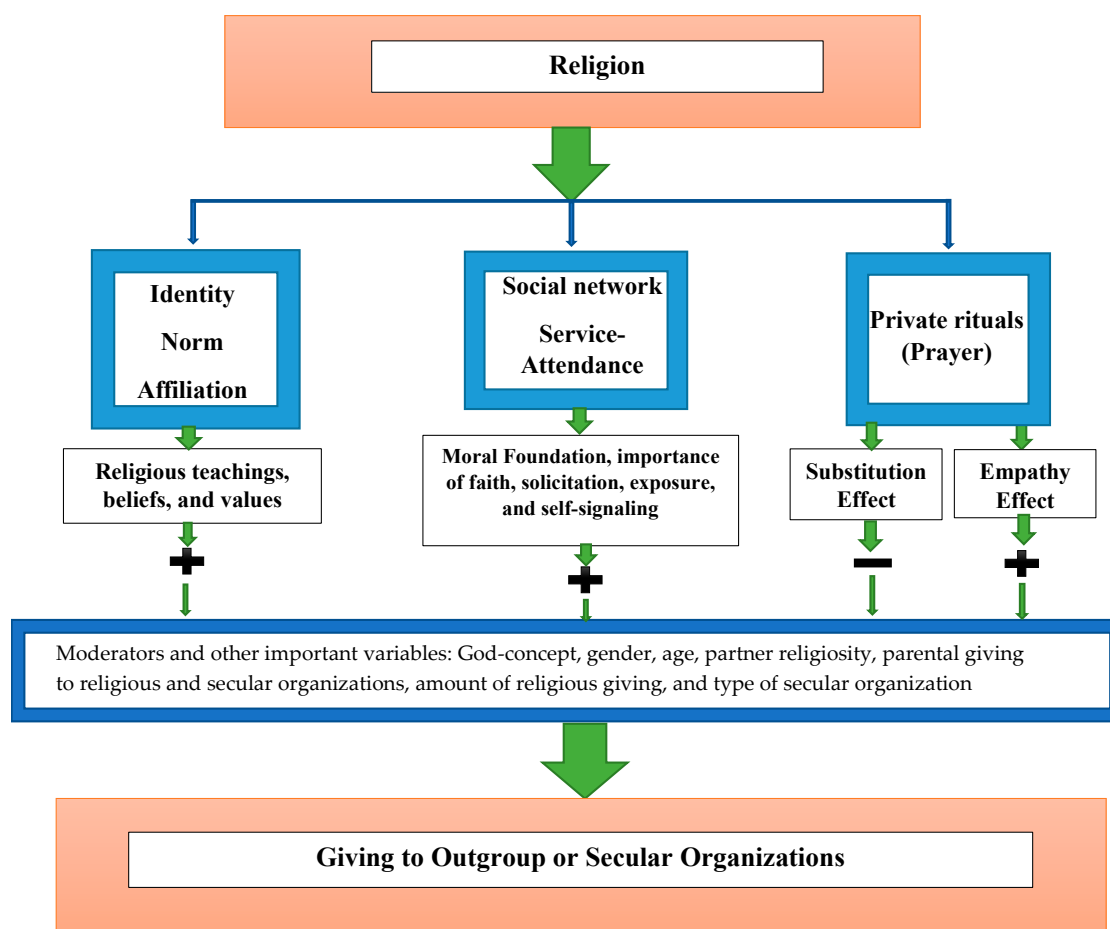 Religion
Identity
Norm
Affiliation
Social network
Service-
Attendance
Private rituals
(Prayer)
Religious teachings,
beliefs, and values
Moral Foundation, importance
of faith, solicitation, exposure,
and self-signaling
Substitution
Effect
Empathy
Effect
+
+
−
+
Moderators and other important variables: God-concept, gender, age, partner religiosity, parental giving
to religious and secular organizations, amount of religious giving, and type of secular organization
Giving to Outgroup or Secular Organizations